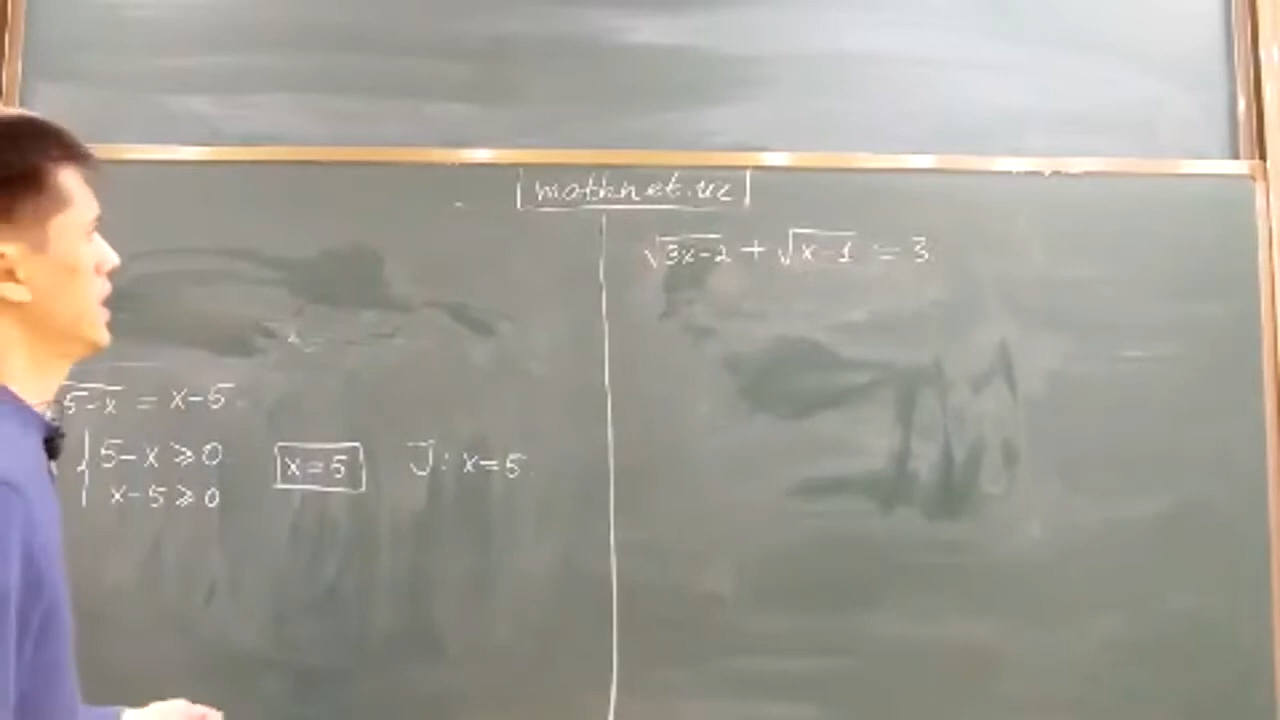 mathnet.uz
5-x = x-5
{ 5-x ⩾ 0
x-5 ⩾ 0
x=5
J: x=5.
√3x-2 + √x-1 = 3